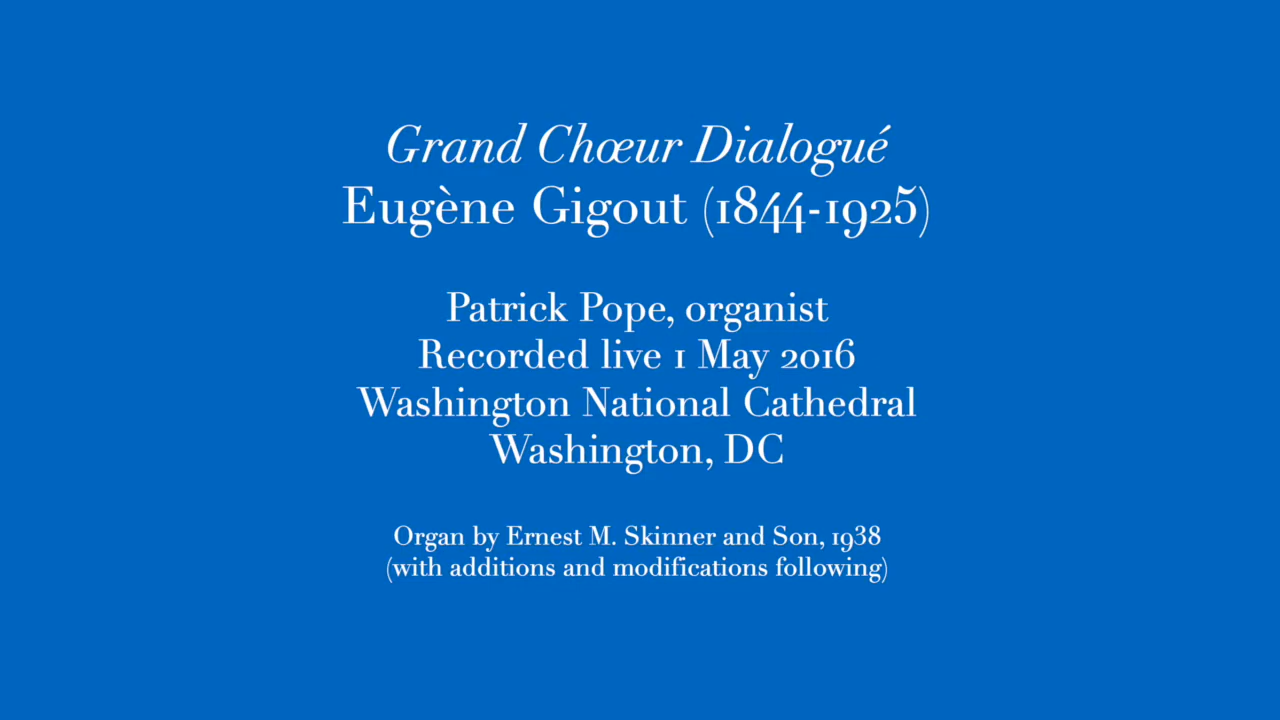 Grand Chœur Dialogué
Eugène Gigout (1844-1925)
Patrick Pope, organist
Recorded live 1 May 2016
Washington National Cathedral
Washington, DC
Organ by Ernest M. Skinner and Son, 1938
(with additions and modifications following)